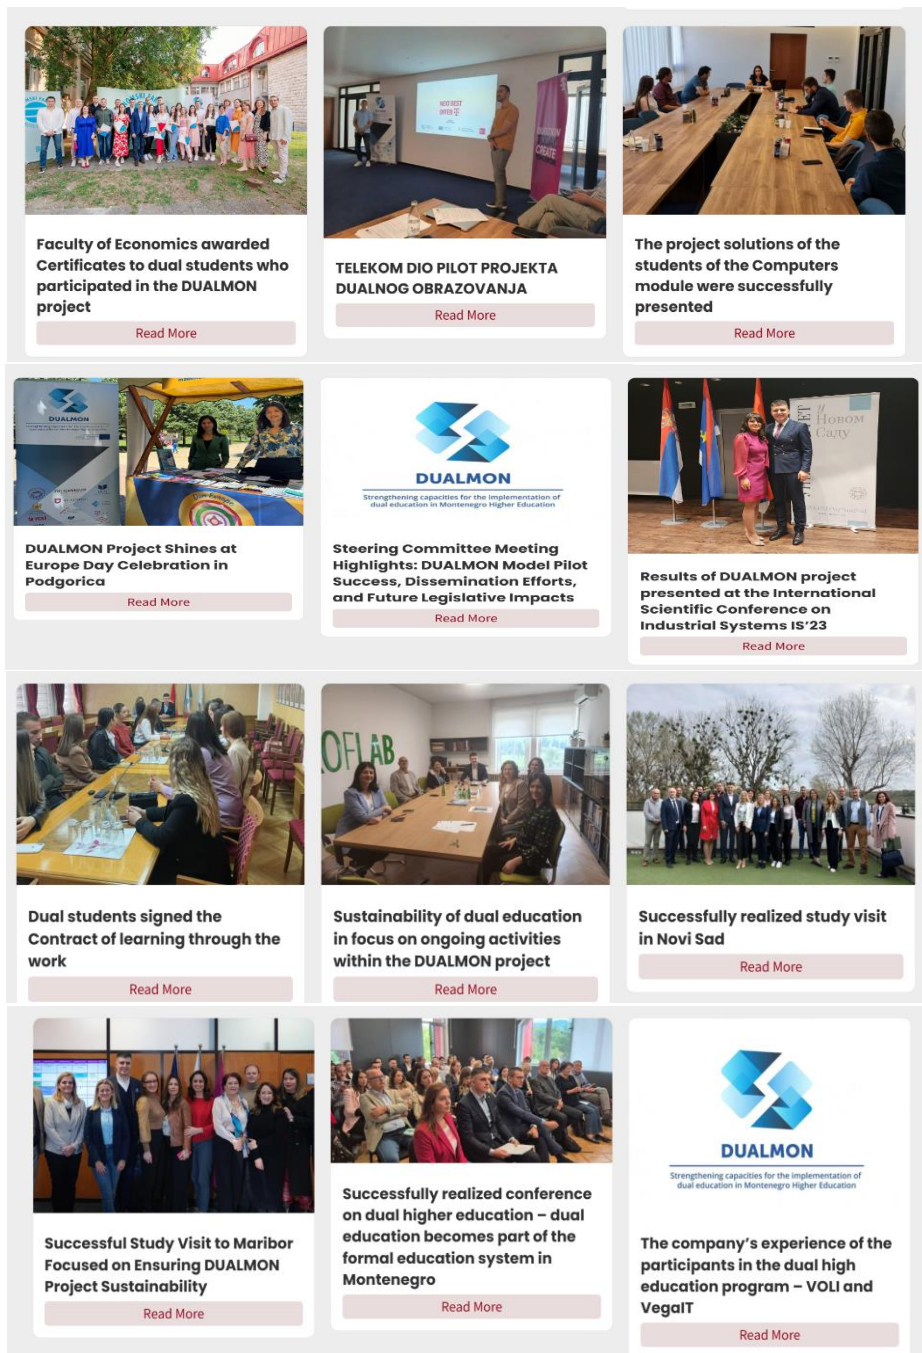 Faculty of Economics awarded
Certificates to dual students who
participated in the DUALMON
project
Read More
TELEKOM DIO PILOT PROJEKTA
DUALNOG OBRAZOVANJA
Read More
The project solutions of the
students of the Computers
module were successfully
presented
Read More
DUALMON
DUALMON Project Shines at
Europe Day Celebration in
Podgorica
Read More
DUALMON
Strengthening capacities for the implementation of
dual education in Montenegro Higher Education
Steering Committee Meeting
Highlights: DUALMON Model Pilot
Success, Dissemination Efforts,
and Future Legislative Impacts
Read More
Новом
Саду
Results of DUALMON project
presented at the International
Scientific Conference on
Industrial Systems IS'23
Read More
Dual students signed the
Contract of learning through the
work
Read More
OFLAB
Sustainability of dual education
in focus on ongoing activities
within the DUALMON project
Read More
Successfully realized study visit
in Novi Sad
Read More
Successful Study Visit to Maribor
Focused on Ensuring DUALMON
Project Sustainability
Read More
Successfully realized conference
on dual higher education – dual
education becomes part of the
formal education system in
Montenegro
Read More
DUALMON
Strengthening capacities for the implementation of
dual education in Montenegro Higher Education
The company's experience of the
participants in the dual high
education program – VOLI and
VegaIT
Read More